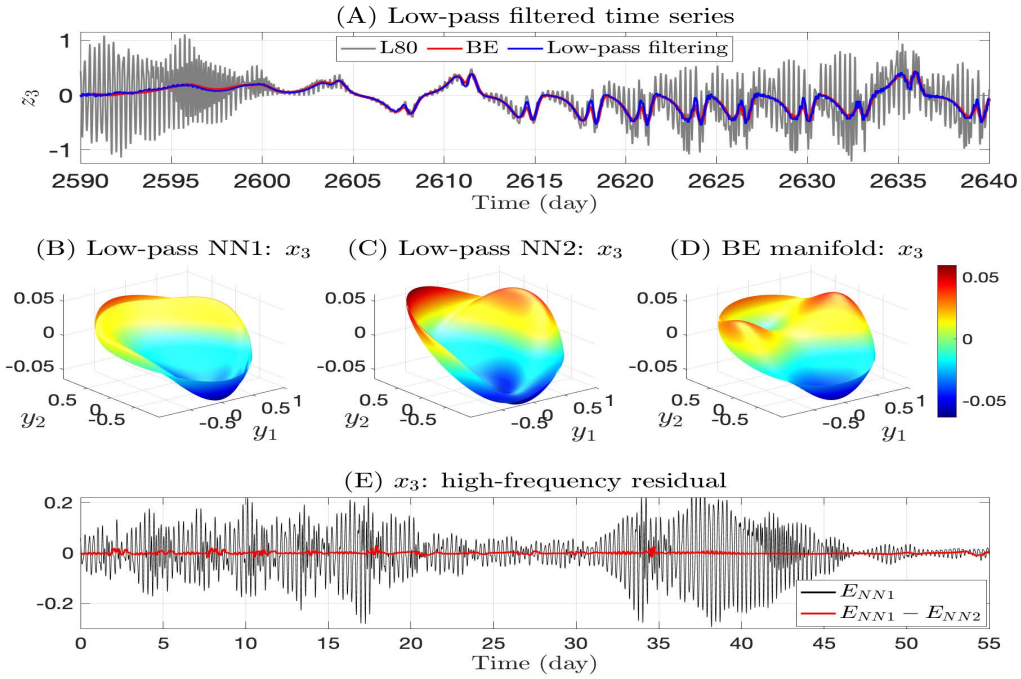 (A) Low-pass filtered time series
L80 BE Low-pass filtering
1
0
-1
z3
2590 2595 2600 2605 2610 2615 2620 2625 2630 2635 2640
Time (day)
(B) Low-pass NN1: x3 (C) Low-pass NN2: x3 (D) BE manifold: x3
0.05 0.05 0.05 0.05
0 0 0 0
-0.05 -0.05 -0.05 -0.05
0.5 0 -0.5 -0.5 0 0.5 1 0.5 0 -0.5 -0.5 0 0.5 1 0.5 0 -0.5 -0.5 0 0.5 1
y2 y1 y2 y1 y2 y1
(E) x3: high-frequency residual
0.2
0
-0.2
ENN1
ENN1 − ENN2
0 5 10 15 20 25 30 35 40 45 50 55
Time (day)